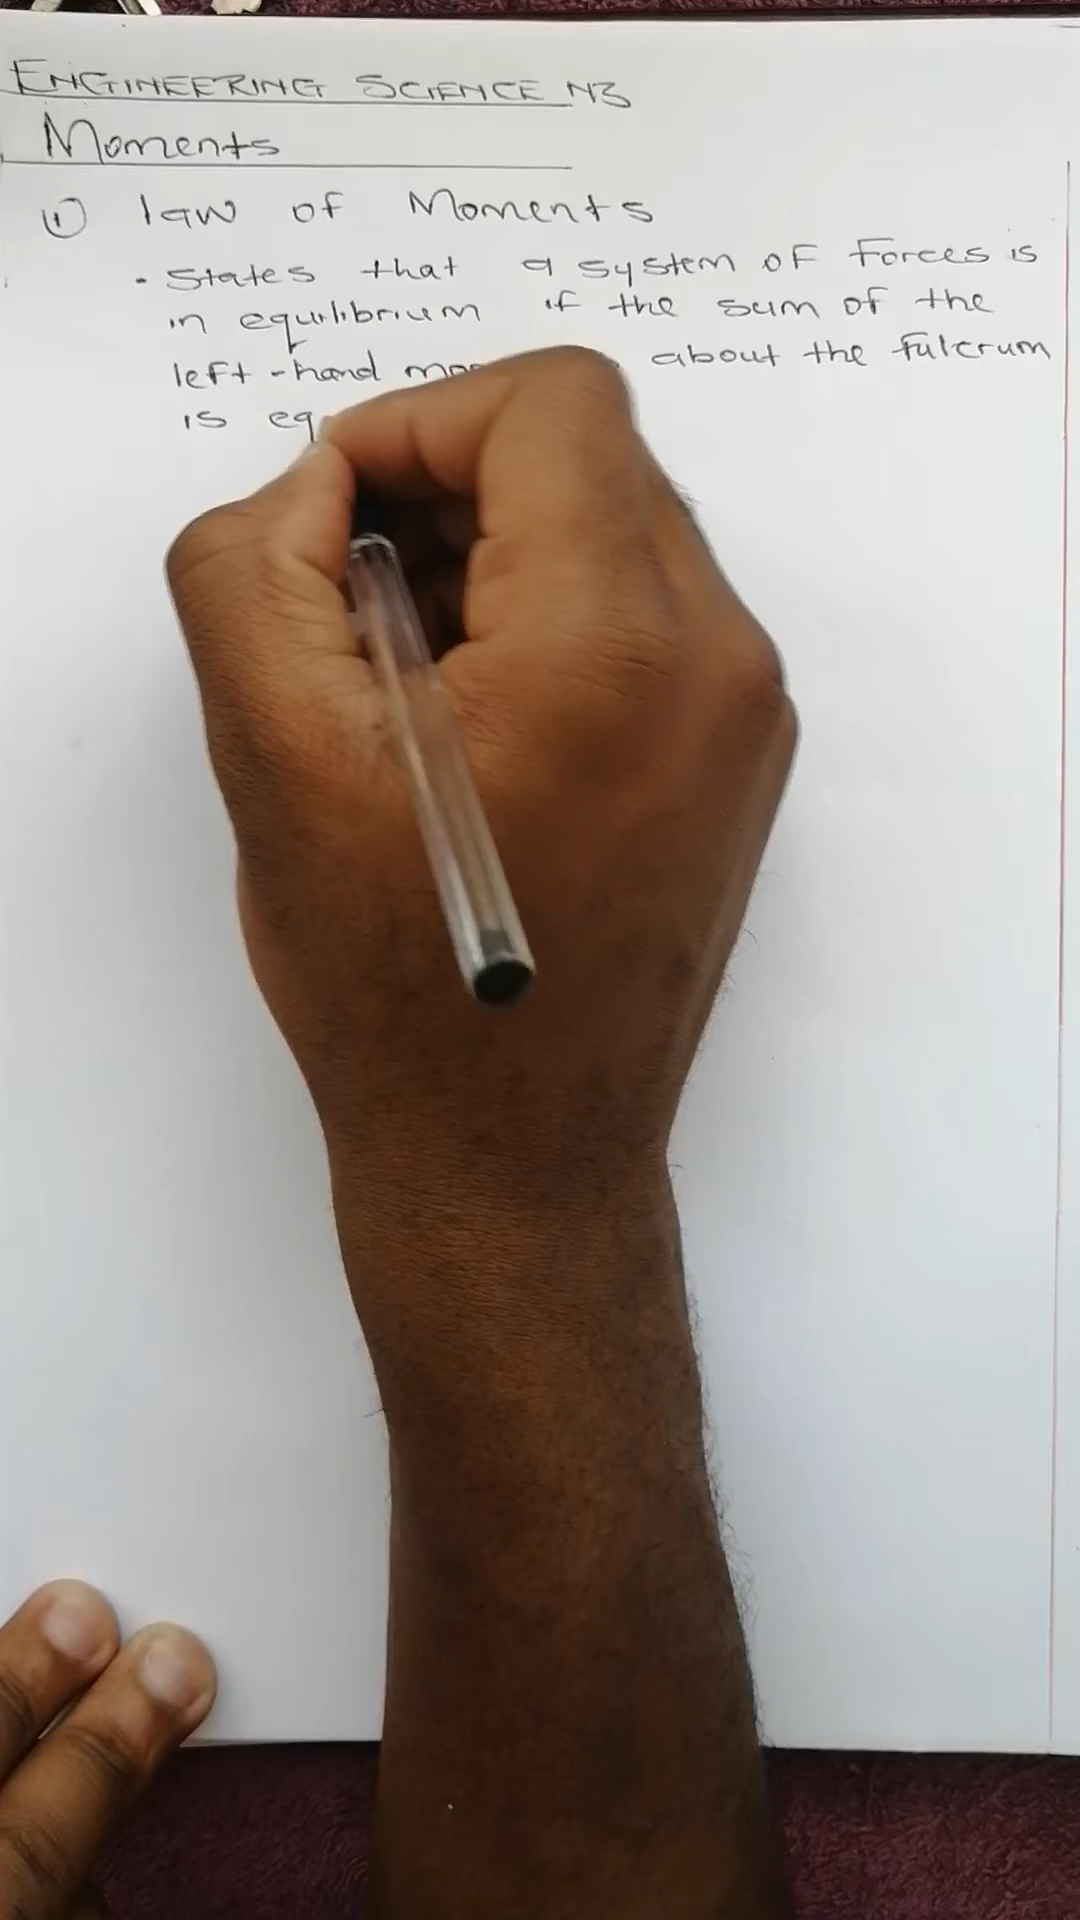 ENGINEERING SCIENCE N3
Moments
(1) law of Moments
• States that a system of Forces is
in equilibrium if the sum of the
left-hand about the fulcrum
is